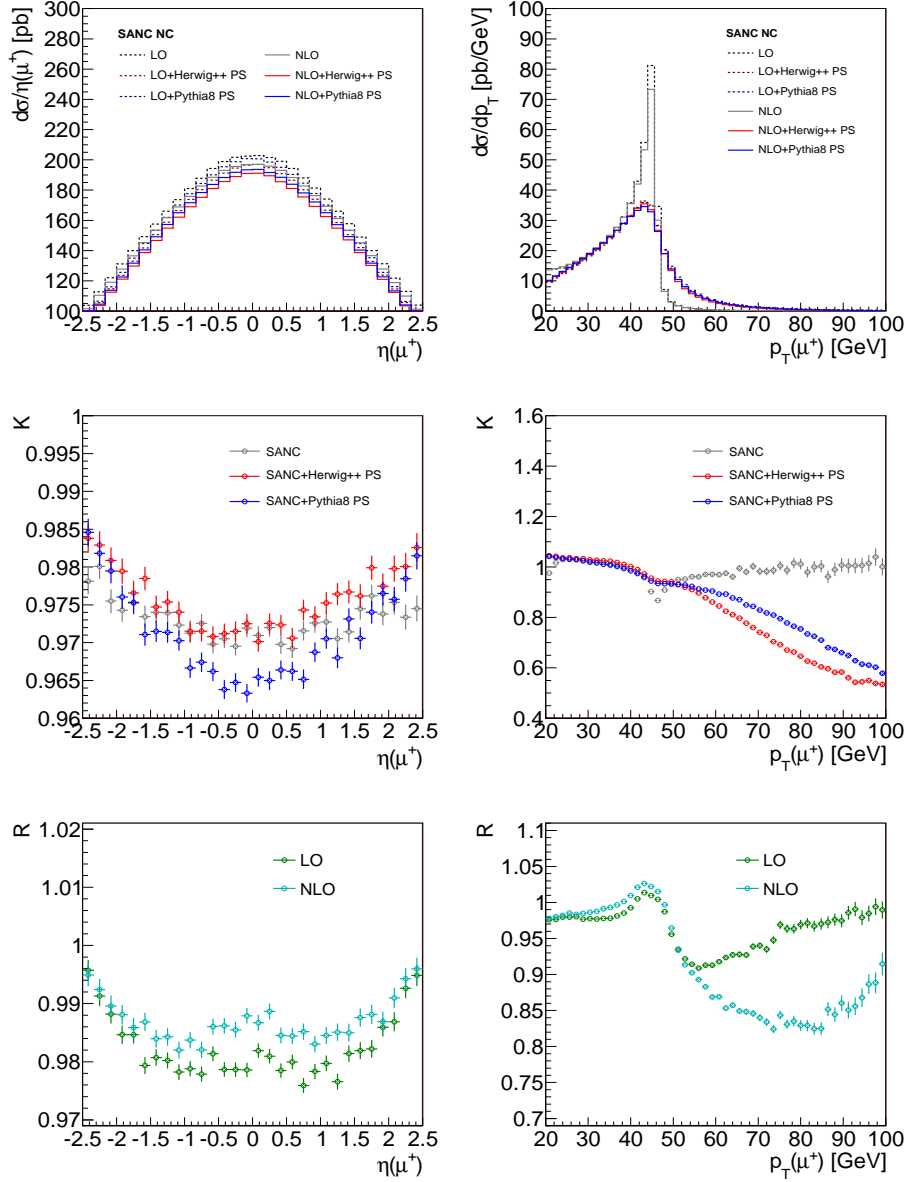 dσ/η(μ⁺) [pb]
300
280
260
240
220
200
180
160
140
120
100
SANC NC
LO
LO+Herwig++ PS
LO+Pythia8 PS
NLO
NLO+Herwig++ PS
NLO+Pythia8 PS
-2.5 -2 -1.5 -1 -0.5 0 0.5 1 1.5 2 2.5
η(μ⁺)
dσ/dp_T [pb/GeV]
100
90
80
70
60
50
40
30
20
10
0
SANC NC
LO
LO+Herwig++ PS
LO+Pythia8 PS
NLO
NLO+Herwig++ PS
NLO+Pythia8 PS
20 30 40 50 60 70 80 90 100
p_T(μ⁺) [GeV]
K
1
0.995
0.99
0.985
0.98
0.975
0.97
0.965
0.96
SANC
SANC+Herwig++ PS
SANC+Pythia8 PS
-2.5 -2 -1.5 -1 -0.5 0 0.5 1 1.5 2 2.5
η(μ⁺)
K
1.6
1.4
1.2
1.0
0.8
0.6
0.4
SANC
SANC+Herwig++ PS
SANC+Pythia8 PS
20 30 40 50 60 70 80 90 100
p_T(μ⁺) [GeV]
R
1.02
1.01
1
0.99
0.98
0.97
LO
NLO
-2.5 -2 -1.5 -1 -0.5 0 0.5 1 1.5 2 2.5
η(μ⁺)
R
1.1
1.05
1
0.95
0.9
0.85
0.8
0.75
0.7
LO
NLO
20 30 40 50 60 70 80 90 100
p_T(μ⁺) [GeV]